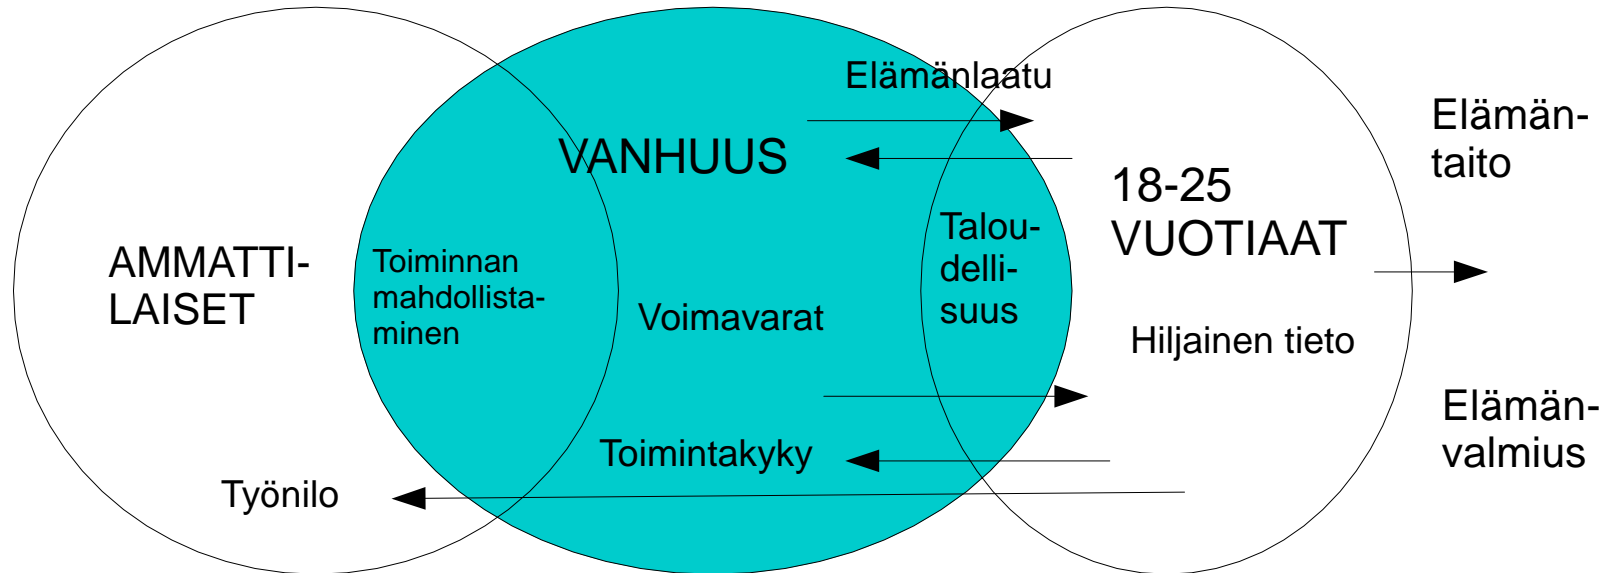 AMMATTI-
LAISET
Työnilo
Toiminnan
mahdollista-
minen
VANHUUS
Elämänlaatu
Voimavarat
Toimintakyky
Talou-
delli-
suus
18-25
VUOTIAAT
Hiljainen tieto
Elämän-
taito
Elämän-
valmius